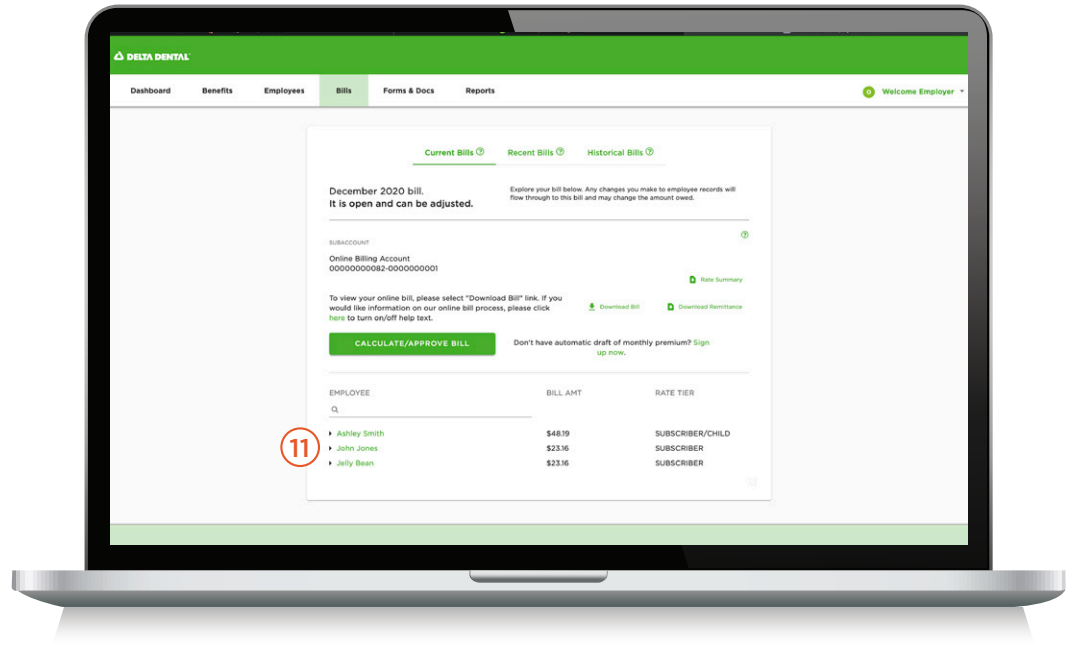 DELTA DENTAL
Dashboard Benefits Employees Bills Forms & Docs Reports Welcome Employer
Current Bills Recent Bills Historical Bills
December 2020 bill.
It is open and can be adjusted.
Explore your bill below. Any changes you make to employee records will
flow through to this bill and may change the amount owed.
SUBACCOUNT
Online Billing Account
00000000082-0000000001
Rate Summary
To view your online bill, please select "Download Bill" link. If you
would like information on our online bill process, please click
here to turn on/off help text.
Download Bill Download Remittance
CALCULATE/APPROVE BILL
Don't have automatic draft of monthly premium? Sign
up now.
EMPLOYEE BILL AMT RATE TIER
11
Ashley Smith $48.19 SUBSCRIBER/CHILD
John Jones $23.16 SUBSCRIBER
Jelly Bean $23.16 SUBSCRIBER